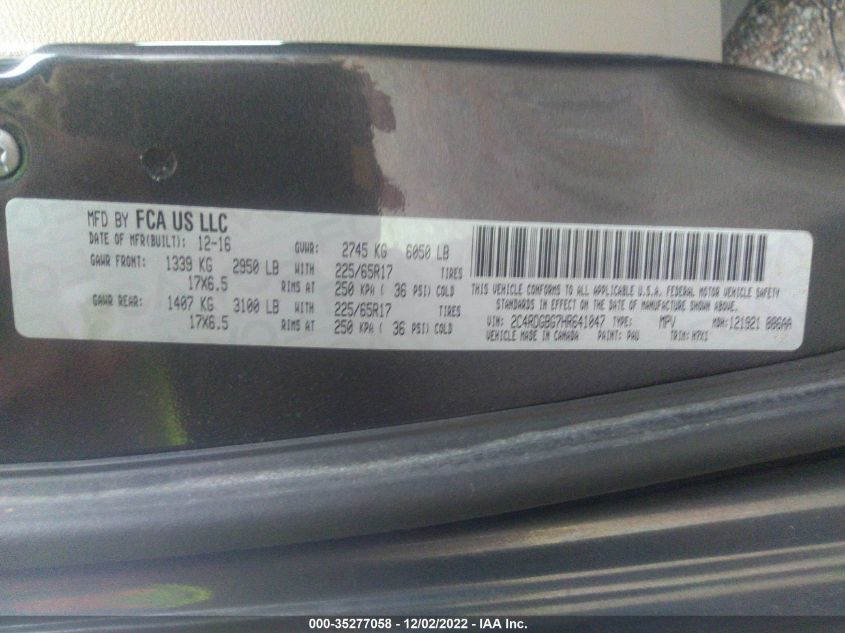 MFD BY FCA US LLC
DATE OF MFR(BUILT): 12-16 GVWR: 2745 KG 6050 LB
GAWR FRONT: 1339 KG 2950 LB WITH 225/65R17 TIRES
17X6.5 RIMS AT 250 KPA ( 36 PSI) COLD
GAWR REAR: 1407 KG 3100 LB WITH 225/65R17 TIRES
17X6.5 RIMS AT 250 KPA ( 36 PSI) COLD
THIS VEHICLE CONFORMS TO ALL APPLICABLE U.S.A. FEDERAL MOTOR VEHICLE SAFETY
STANDARDS IN EFFECT ON THE DATE OF MANUFACTURE SHOWN ABOVE.
VIN: 2C4RDGBG7HR641047 TYPE: MPV MDH: 121921 086AA
VEHICLE MADE IN CANADA PAINT: PAU TRIM: M7X1
000-35277058 - 12/02/2022 - IAA Inc.